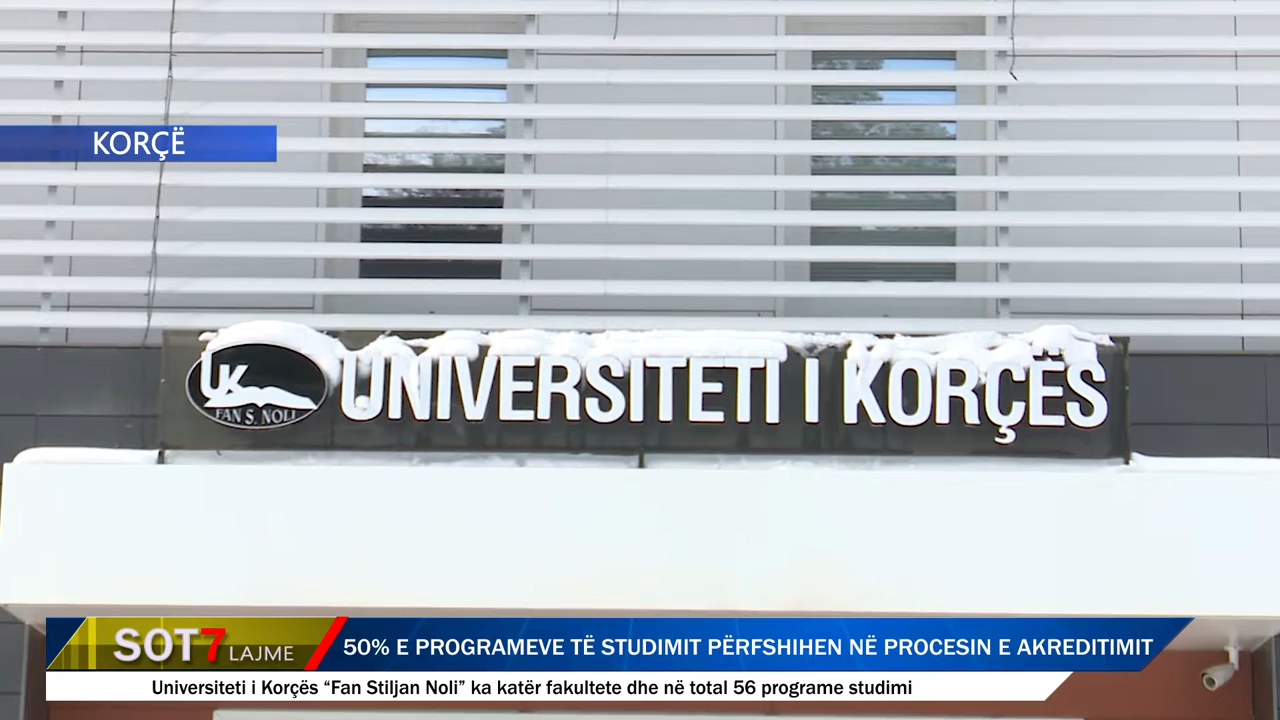 KORÇË
UK
FAN S. NOLI
UNIVERSITETI I KORÇËS
SOT7 LAJME
50% E PROGRAMEVE TË STUDIMIT PËRFSHIHEN NË PROCESIN E AKREDITIMIT
Universiteti i Korçës “Fan Stiljan Noli” ka katër fakultete dhe në total 56 programe studimi